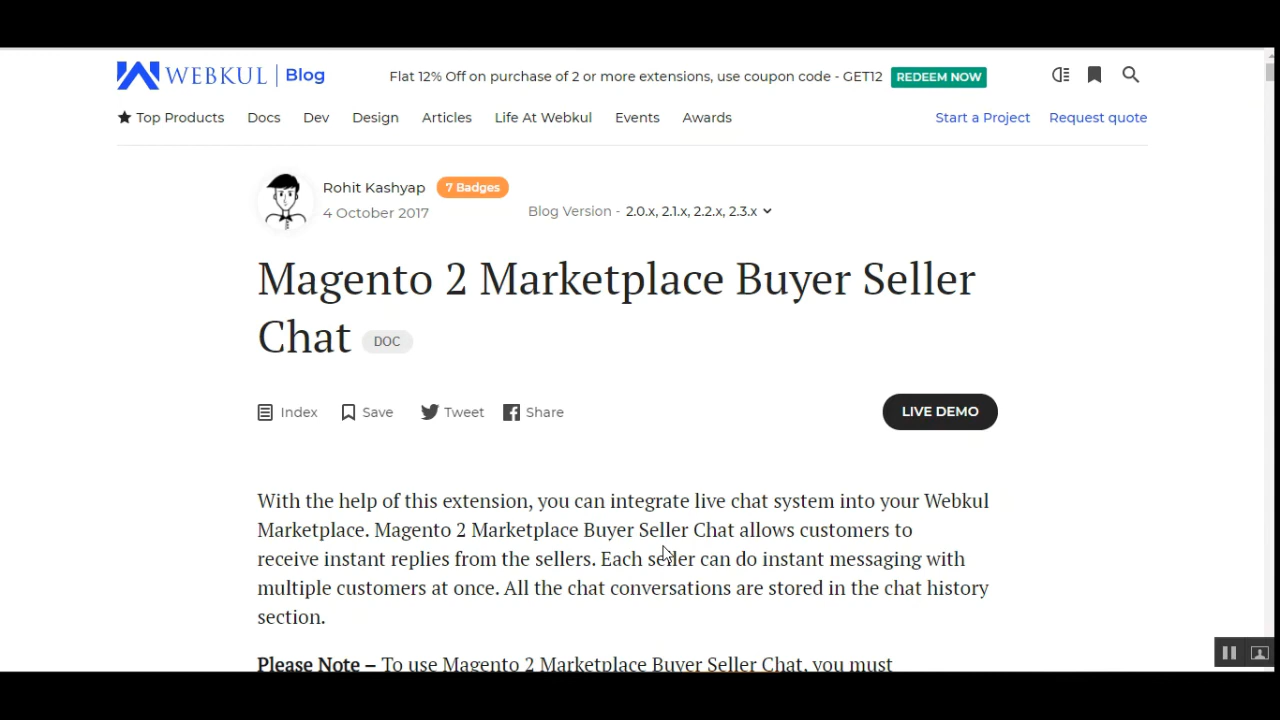 WEBKUL | Blog
Flat 12% Off on purchase of 2 or more extensions, use coupon code - GET12 REDEEM NOW
Top Products Docs Dev Design Articles Life At Webkul Events Awards Start a Project Request quote
Rohit Kashyap 7 Badges
4 October 2017
Blog Version - 2.0.x, 2.1.x, 2.2.x, 2.3.x
Magento 2 Marketplace Buyer Seller
Chat DOC
Index Save Tweet Share LIVE DEMO
With the help of this extension, you can integrate live chat system into your Webkul
Marketplace. Magento 2 Marketplace Buyer Seller Chat allows customers to
receive instant replies from the sellers. Each seller can do instant messaging with
multiple customers at once. All the chat conversations are stored in the chat history
section.
Please Note – To use Magento 2 Marketplace Buyer Seller Chat, you must